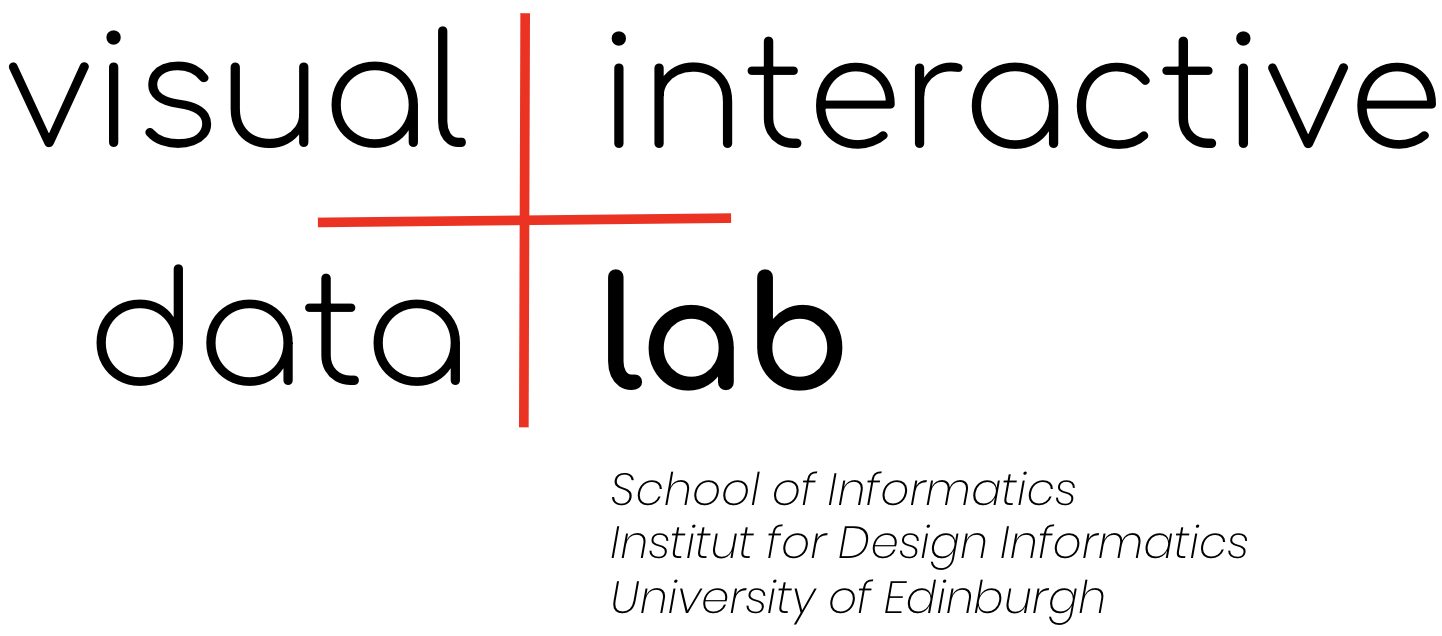 visual interactive
data lab
School of Informatics
Institut for Design Informatics
University of Edinburgh